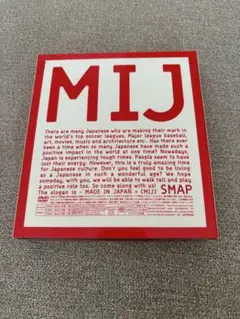 MIJ
There are many Japanese who are making their mark in
the world's top soccer leagues, Major league baseball,
art, movies, music and architecture etc...Has there ever
been a time when so many Japanese have made such a
positive impact in the world at one time? Nowadays,
Japan is experiencing tough times. People seem to have
lost their energy. However, this is a truly amazing time
for Japanese culture. Don't you feel good to be living
as a Japanese in such a wonderful age? We hope
someday, with you, we will be able to walk tall and play
a positive role too. So come along with us!
The slogan is - MADE IN JAPAN = (MIJ) SMAP
DVD